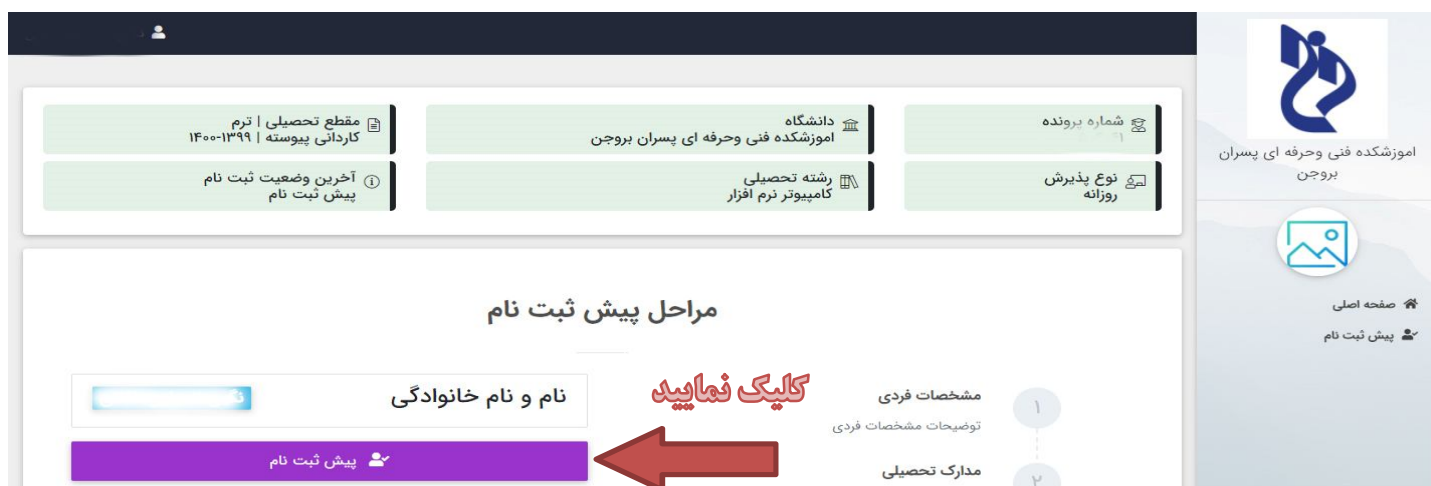 اموزشکده فنی وحرفه ای پسران
بروجن
صفحه اصلی
پیش ثبت نام
شماره پرونده
دانشگاه
اموزشکده فنی وحرفه ای پسران بروجن
مقطع تحصیلی | ترم
کاردانی پیوسته | ۱۳۹۹-۱۴۰۰
نوع پذیرش
روزانه
رشته تحصیلی
کامپیوتر نرم افزار
آخرین وضعیت ثبت نام
پیش ثبت نام
مراحل پیش ثبت نام
۱
مشخصات فردی
توضیحات مشخصات فردی
۲
مدارک تحصیلی
کلیک نمایید
نام و نام خانوادگی
پیش ثبت نام